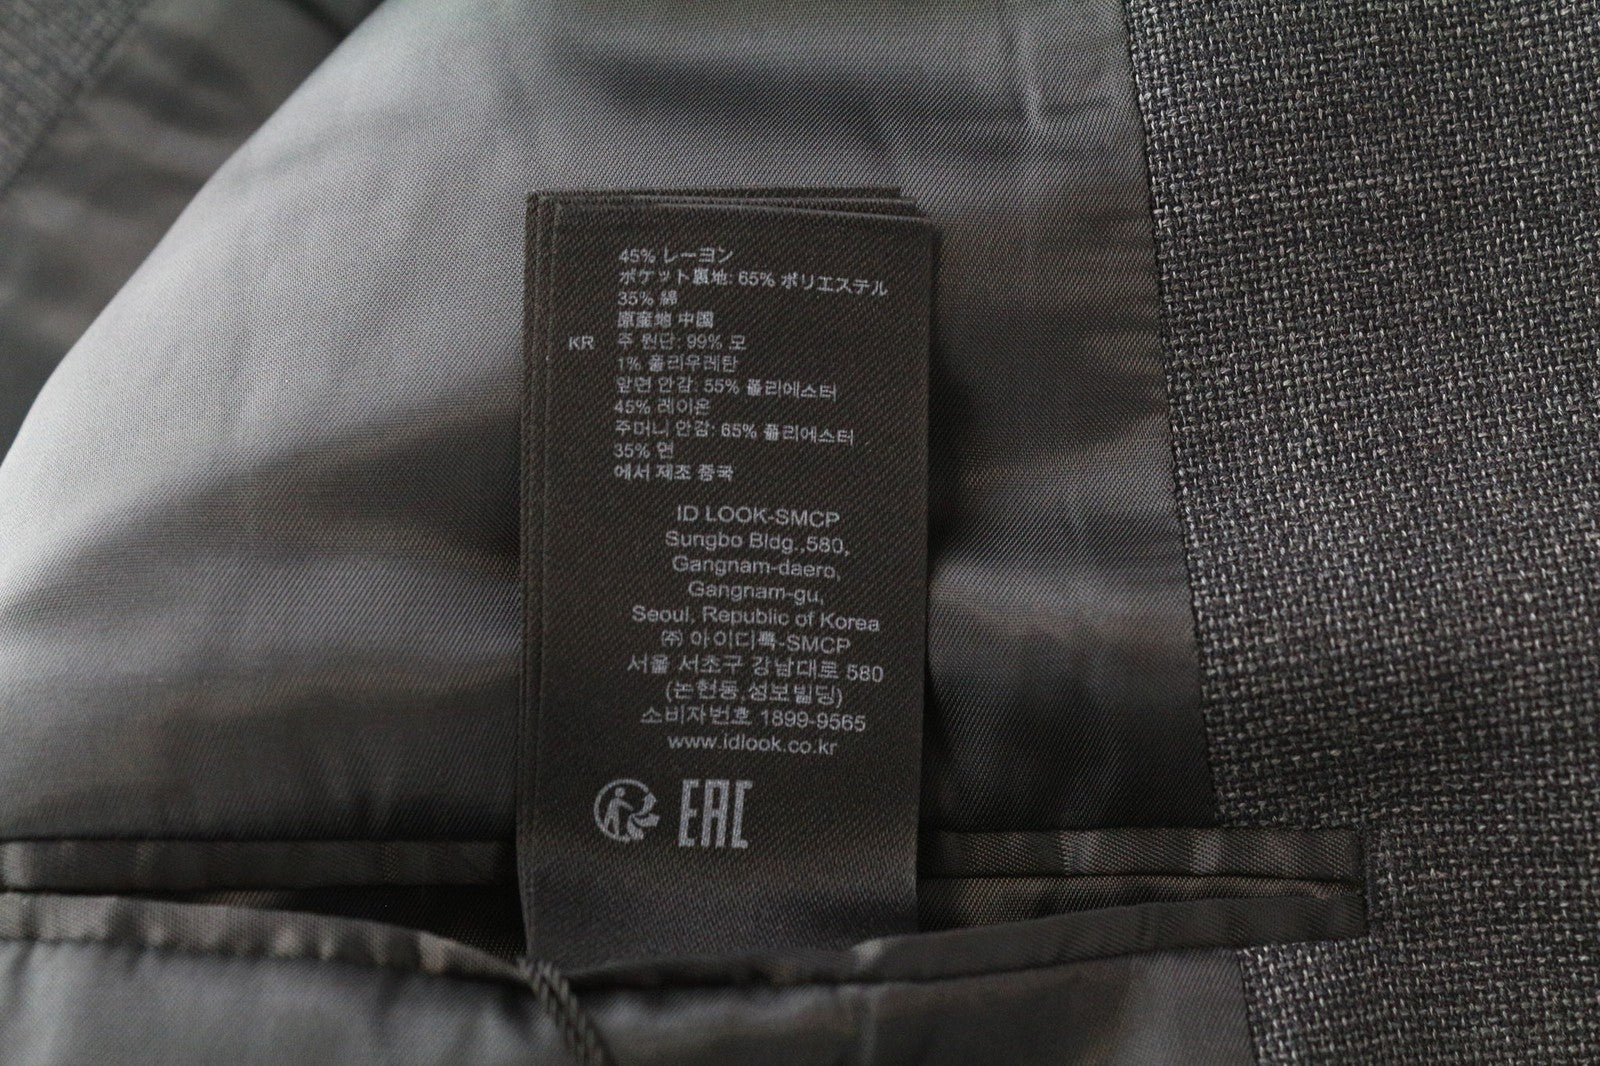 45% レーヨン
ポケット裏地: 65% ポリエステル
35% 綿
原産地 中国
KR 주 원단: 99% 모
1% 폴리우레탄
앞면 안감: 55% 폴리에스터
45% 레이온
주머니 안감: 65% 폴리에스터
35% 면
에서 제조 중국
ID LOOK-SMCP
Sungbo Bldg.,580,
Gangnam-daero,
Gangnam-gu,
Seoul, Republic of Korea
㈜ 아이디룩-SMCP
서울 서초구 강남대로 580
(논현동,성보빌딩)
소비자번호 1899-9565
www.idlook.co.kr
EAC